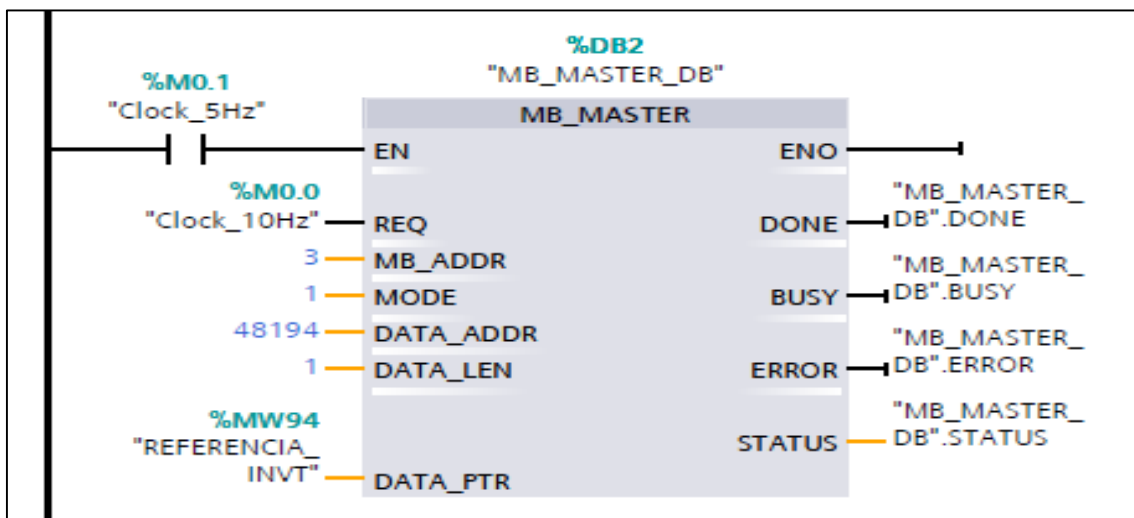 %DB2
"MB_MASTER_DB"
%M0.1
"Clock_5Hz"
MB_MASTER
EN
ENO
%M0.0
"Clock_10Hz"
REQ
DONE
"MB_MASTER_
DB".DONE
3
MB_ADDR
1
MODE
BUSY
"MB_MASTER_
DB".BUSY
48194
DATA_ADDR
1
DATA_LEN
ERROR
"MB_MASTER_
DB".ERROR
%MW94
"REFERENCIA_
INVT"
DATA_PTR
STATUS
"MB_MASTER_
DB".STATUS